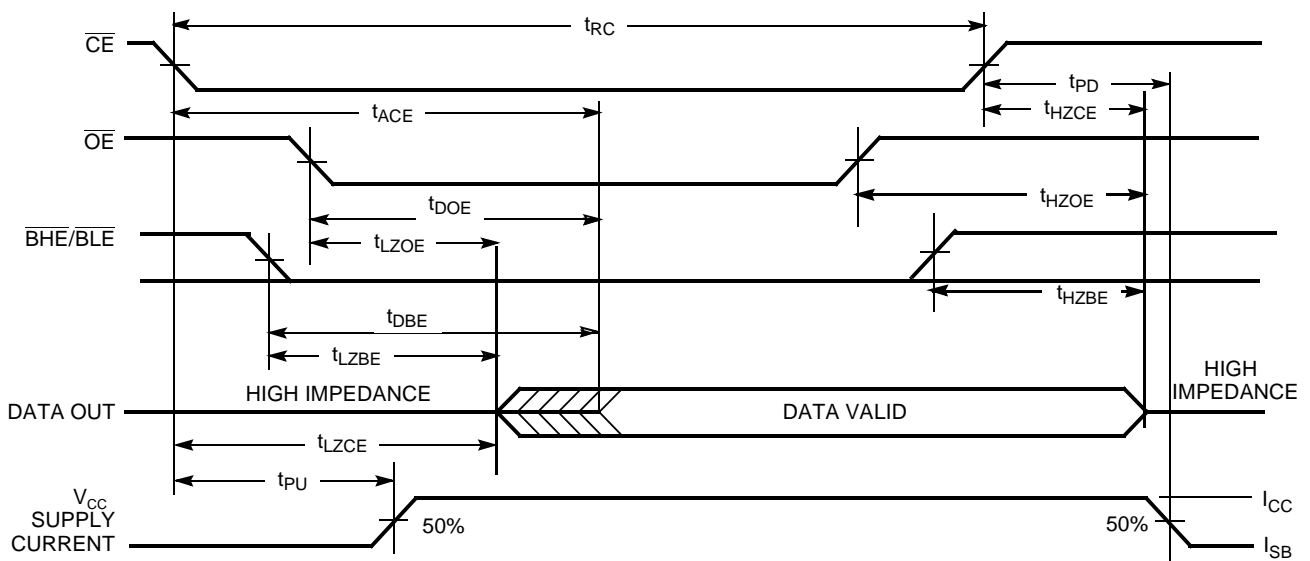 tRC
CE
tPD
tACE
tHZCE
OE
tHZOE
tDOE
BHE/BLE
tLZOE
tHZBE
tDBE
tLZBE
HIGH IMPEDANCE
HIGH
IMPEDANCE
DATA OUT
DATA VALID
tLZCE
tPU
VCC
SUPPLY
CURRENT
50%
50%
ICC
ISB